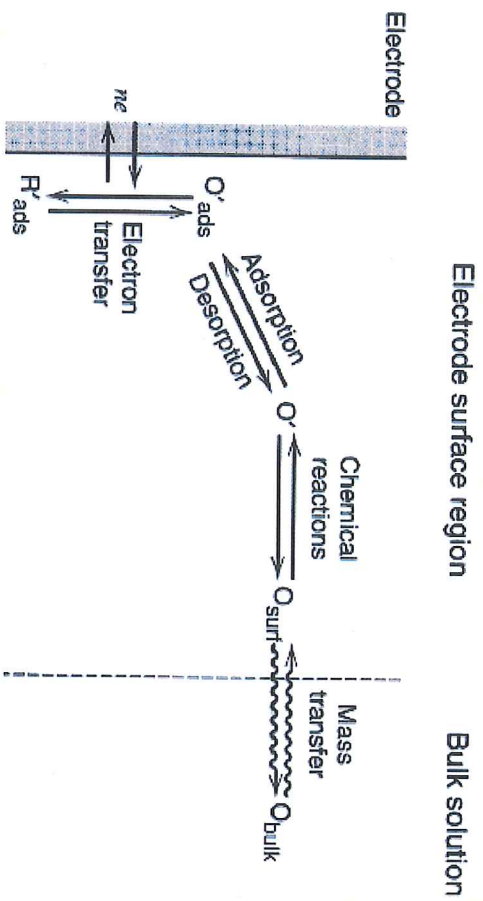 Electrode surface region
Bulk solution
Electrode
Mass
transfer
Chemical
reactions
Adsorption
Desorption
O′
Osurf
Obulk
O′ads
ne
Electron
transfer
R′ads